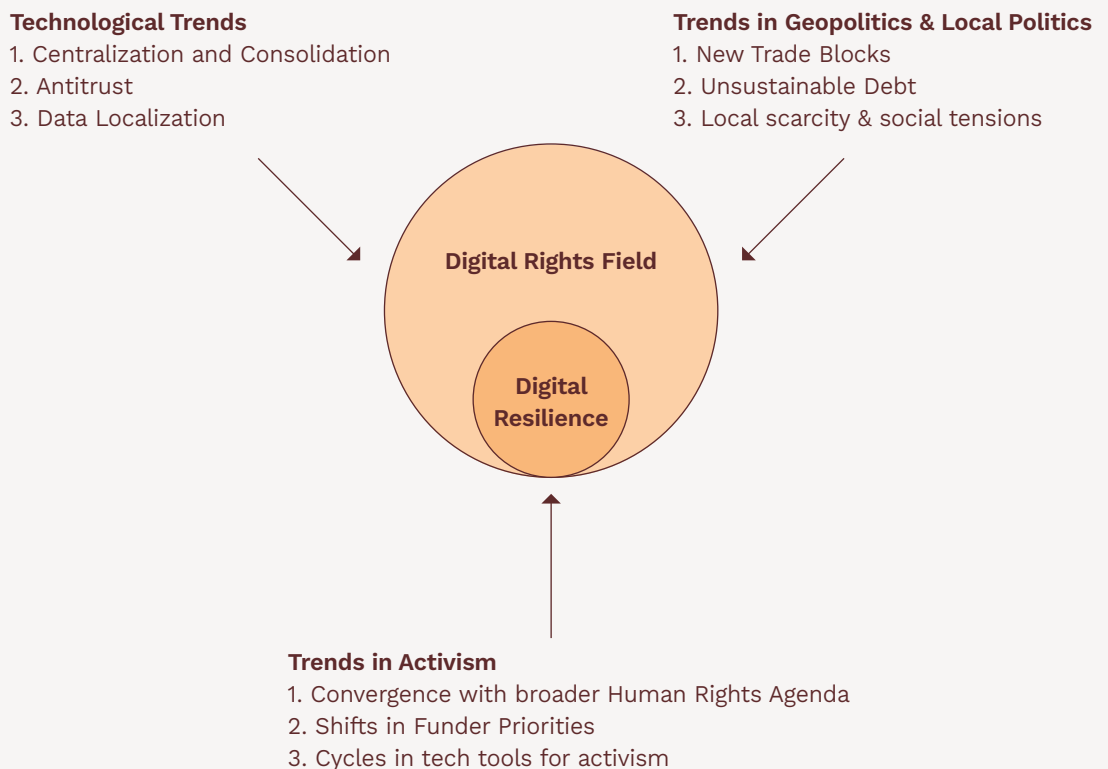 Technological Trends
1. Centralization and Consolidation
2. Antitrust
3. Data Localization
Trends in Geopolitics & Local Politics
1. New Trade Blocks
2. Unsustainable Debt
3. Local scarcity & social tensions
Digital Rights Field
Digital
Resilience
Trends in Activism
1. Convergence with broader Human Rights Agenda
2. Shifts in Funder Priorities
3. Cycles in tech tools for activism